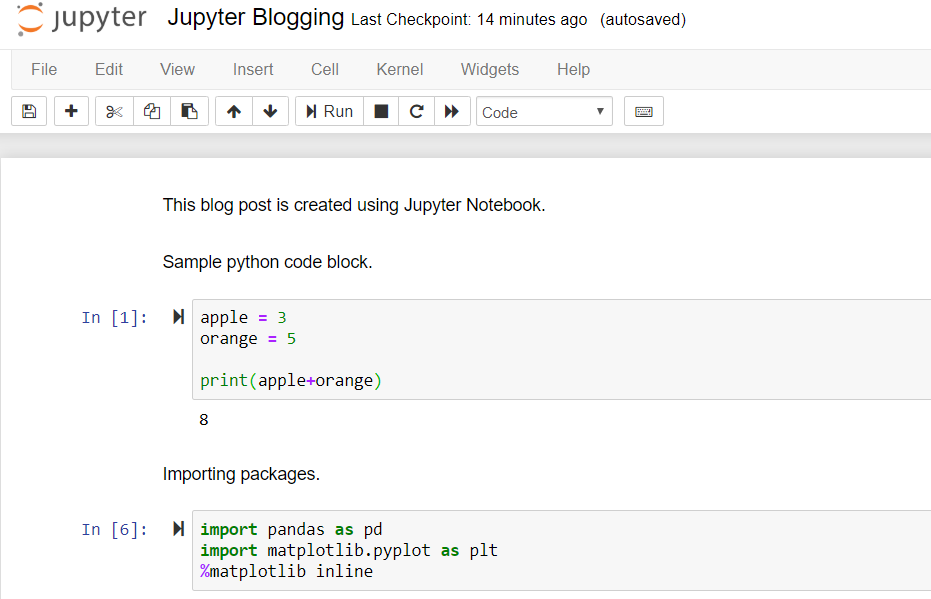 jupyter Jupyter Blogging Last Checkpoint: 14 minutes ago (autosaved)
File Edit View Insert Cell Kernel Widgets Help
Run Code
This blog post is created using Jupyter Notebook.
Sample python code block.
In [1]: apple = 3
orange = 5
print(apple+orange)
8
Importing packages.
In [6]: import pandas as pd
import matplotlib.pyplot as plt
%matplotlib inline